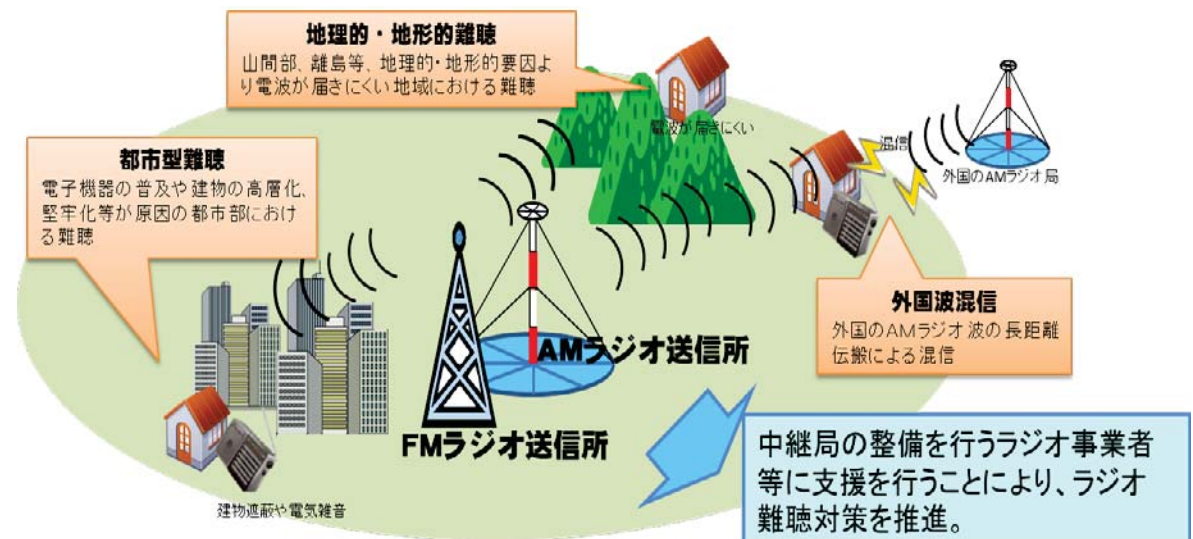 地理的・地形的難聴
山間部、離島等、地理的・地形的要因よ
り電波が届きにくい地域における難聴
電波が届きにくい
混信
外国のAMラジオ局
都市型難聴
電子機器の普及や建物の高層化、
堅牢化等が原因の都市部におけ
る難聴
外国波混信
外国のAMラジオ波の長距離
伝搬による混信
AMラジオ送信所
FMラジオ送信所
建物遮蔽や電気雑音
中継局の整備を行うラジオ事業者
等に支援を行うことにより、ラジオ
難聴対策を推進。